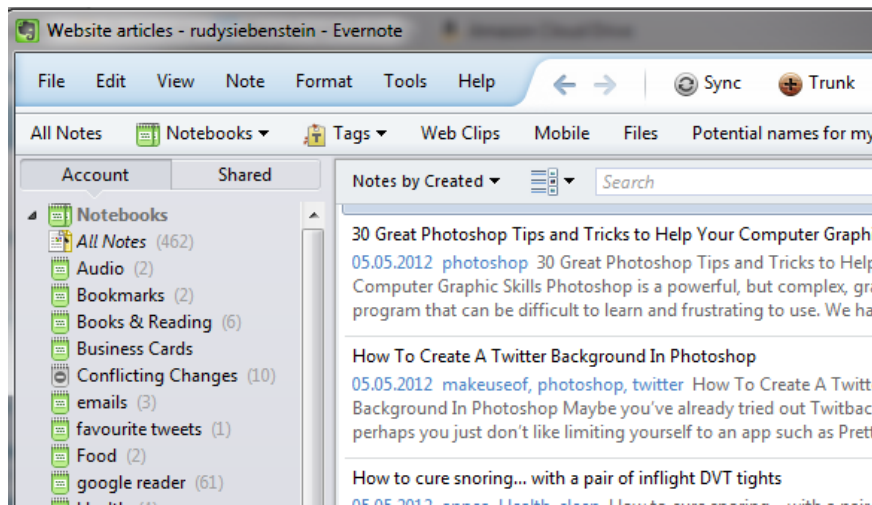 Website articles - rudysiebenstein - Evernote
File Edit View Note Format Tools Help Sync Trunk
All Notes Notebooks Tags Web Clips Mobile Files Potential names for my
Account Shared
Notes by Created Search
Notebooks
All Notes (462)
Audio (2)
Bookmarks (2)
Books & Reading (6)
Business Cards
Conflicting Changes (10)
emails (3)
favourite tweets (1)
Food (2)
google reader (61)
30 Great Photoshop Tips and Tricks to Help Your Computer Graph
05.05.2012 photoshop 30 Great Photoshop Tips and Tricks to Help
Computer Graphic Skills Photoshop is a powerful, but complex, gra
program that can be difficult to learn and frustrating to use. We ha
How To Create A Twitter Background In Photoshop
05.05.2012 makeuseof, photoshop, twitter How To Create A Twitt
Background In Photoshop Maybe you've already tried out Twitbac
perhaps you just don't like limiting yourself to an app such as Pret
How to cure snoring... with a pair of inflight DVT tights